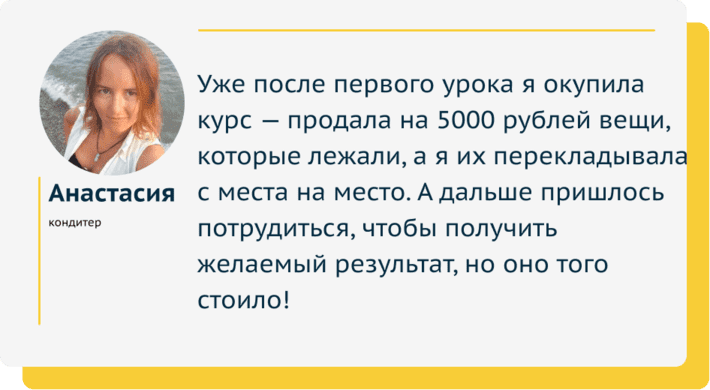 Уже после первого урока я окупила
курс — продала на 5000 рублей вещи,
которые лежали, а я их перекладывала
с места на место. А дальше пришлось
потрудиться, чтобы получить
желаемый результат, но оно того
стоило!
Анастасия
кондитер